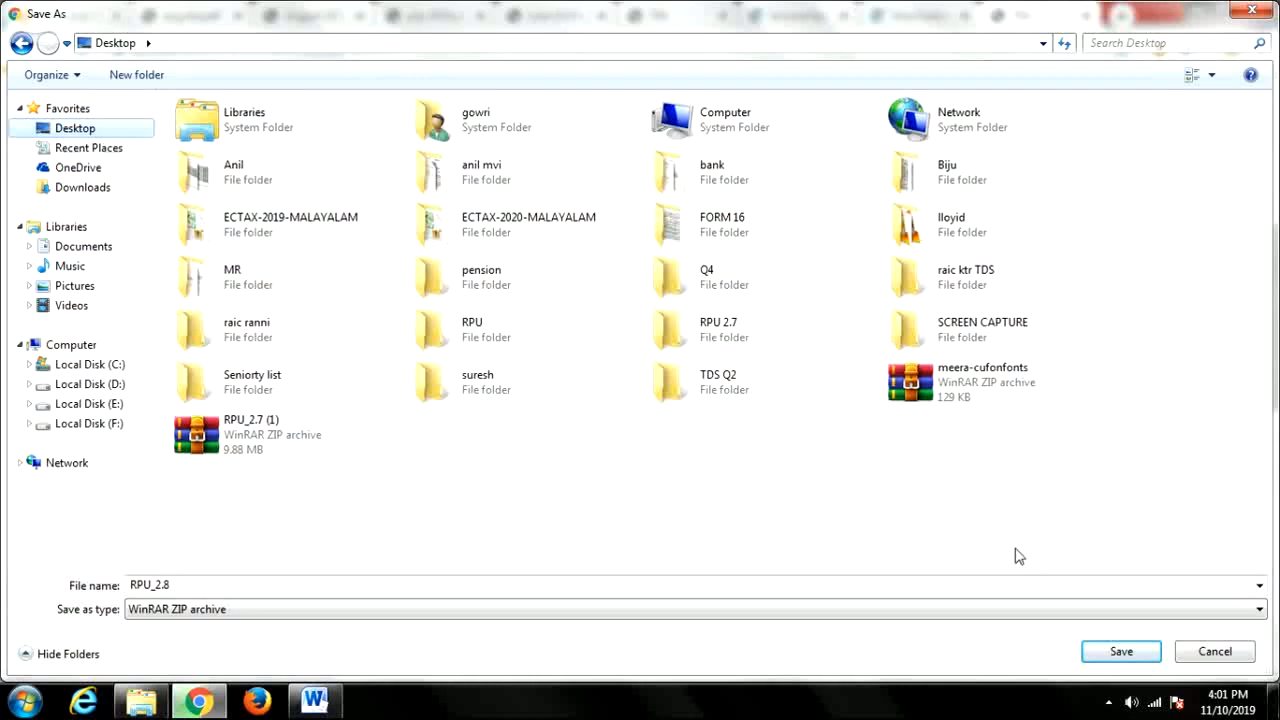 Save As
Desktop
Search Desktop
Organize
New folder
Favorites
Desktop
Recent Places
OneDrive
Downloads
Libraries
Documents
Music
Pictures
Videos
Computer
Local Disk (C:)
Local Disk (D:)
Local Disk (E:)
Local Disk (F:)
Network
Libraries
System Folder
gowri
System Folder
Computer
System Folder
Network
System Folder
Anil
File folder
anil mvi
File folder
bank
File folder
Biju
File folder
ECTAX-2019-MALAYALAM
File folder
ECTAX-2020-MALAYALAM
File folder
FORM 16
File folder
lloyid
File folder
MR
File folder
pension
File folder
Q4
File folder
raic ktr TDS
File folder
raic ranni
File folder
RPU
File folder
RPU 2.7
File folder
SCREEN CAPTURE
File folder
Seniorty list
File folder
suresh
File folder
TDS Q2
File folder
meera-cufonfonts
WinRAR ZIP archive
129 KB
RPU_2.7 (1)
WinRAR ZIP archive
9.88 MB
File name: RPU_2.8
Save as type: WinRAR ZIP archive
Hide Folders
Save
Cancel
4:01 PM
11/10/2019